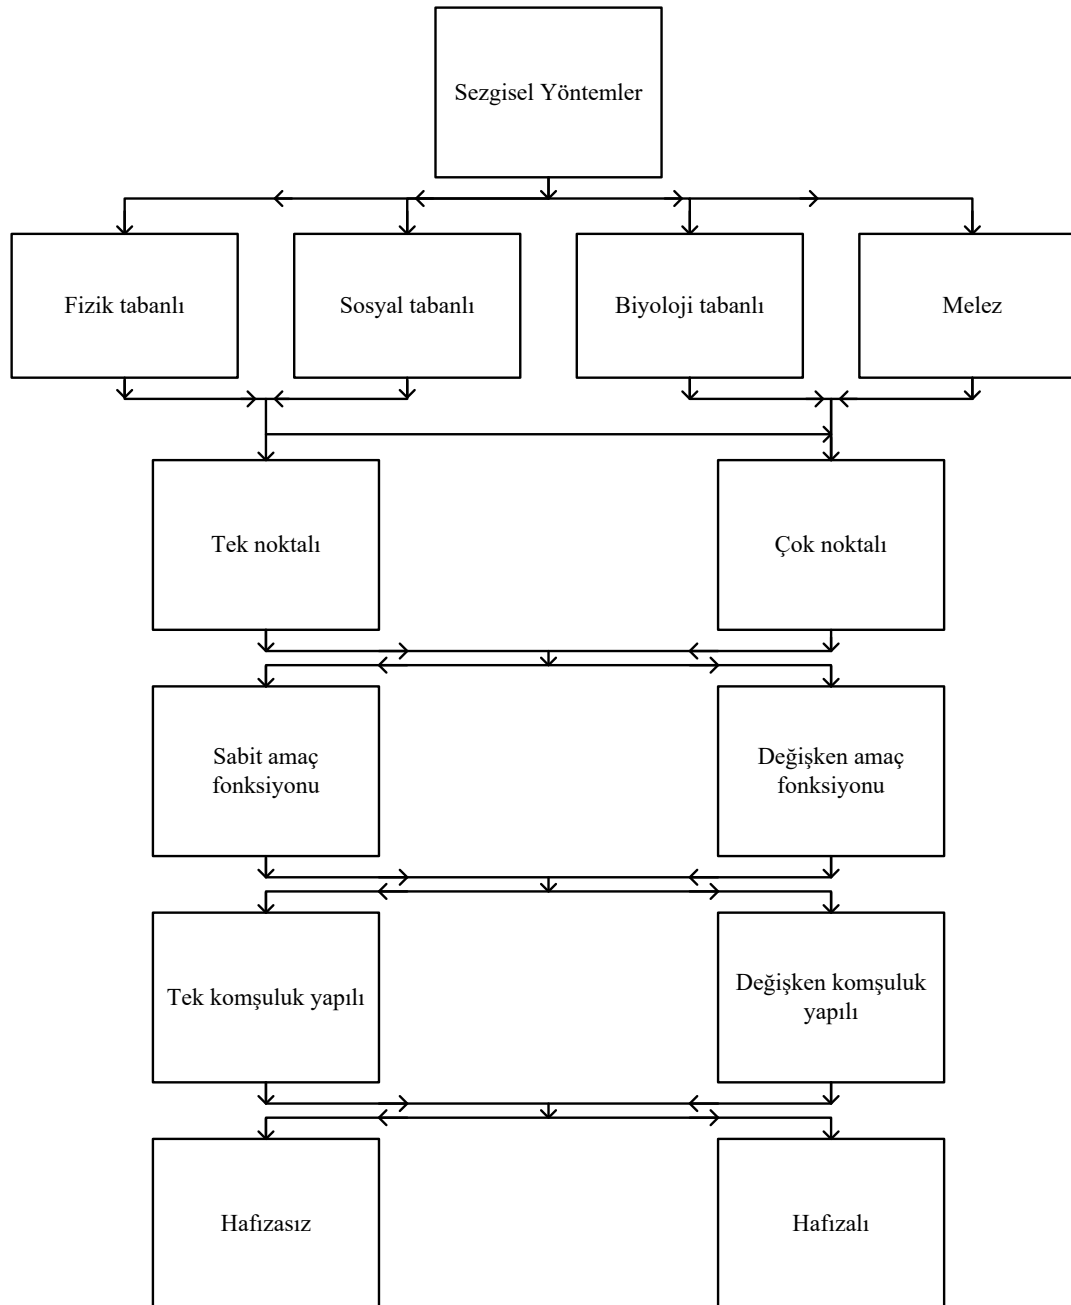 Sezgisel Yöntemler
Fizik tabanlı
Sosyal tabanlı
Biyoloji tabanlı
Melez
Tek noktalı
Çok noktalı
Sabit amaç
fonksiyonu
Değişken amaç
fonksiyonu
Tek komşuluk yapılı
Değişken komşuluk
yapılı
Hafızasız
Hafızalı